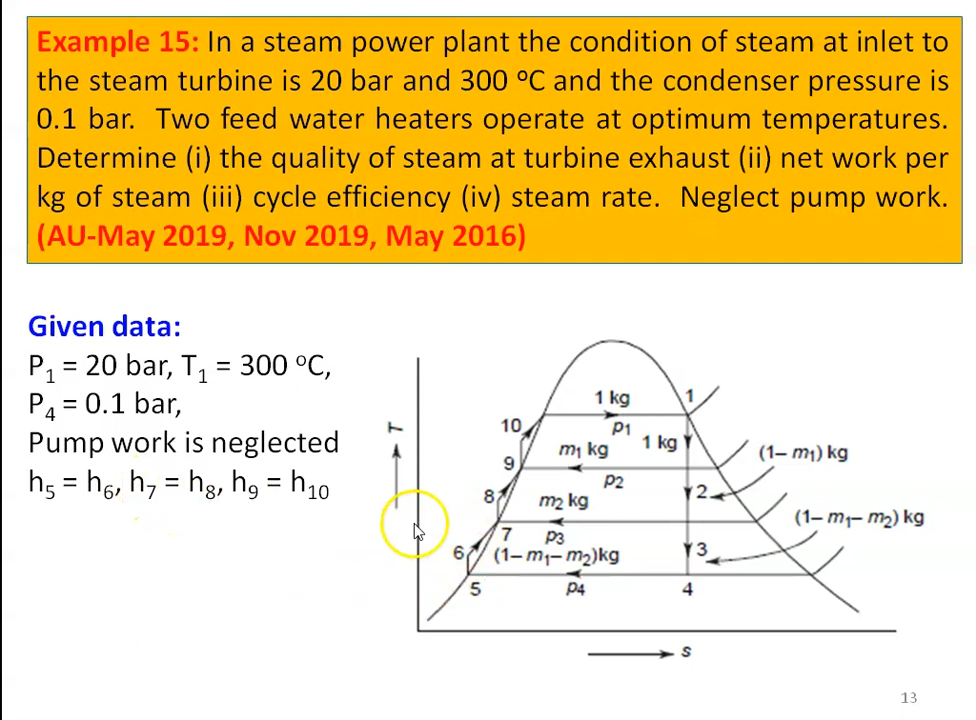 Example 15: In a steam power plant the condition of steam at inlet to
the steam turbine is 20 bar and 300 ºC and the condenser pressure is
0.1 bar. Two feed water heaters operate at optimum temperatures.
Determine (i) the quality of steam at turbine exhaust (ii) net work per
kg of steam (iii) cycle efficiency (iv) steam rate. Neglect pump work.
(AU-May 2019, Nov 2019, May 2016)
Given data:
P₁ = 20 bar, T₁ = 300 ºC,
P₄ = 0.1 bar,
Pump work is neglected
h₅ = h₆, h₇ = h₈, h₉ = h₁₀
T
1 kg
1
10
p₁
1 kg
m₁ kg
(1– m₁) kg
9
p₂
8
m₂ kg
2
(1– m₁– m₂) kg
7
p₃
3
6
(1– m₁– m₂)kg
5
p₄
4
s
13